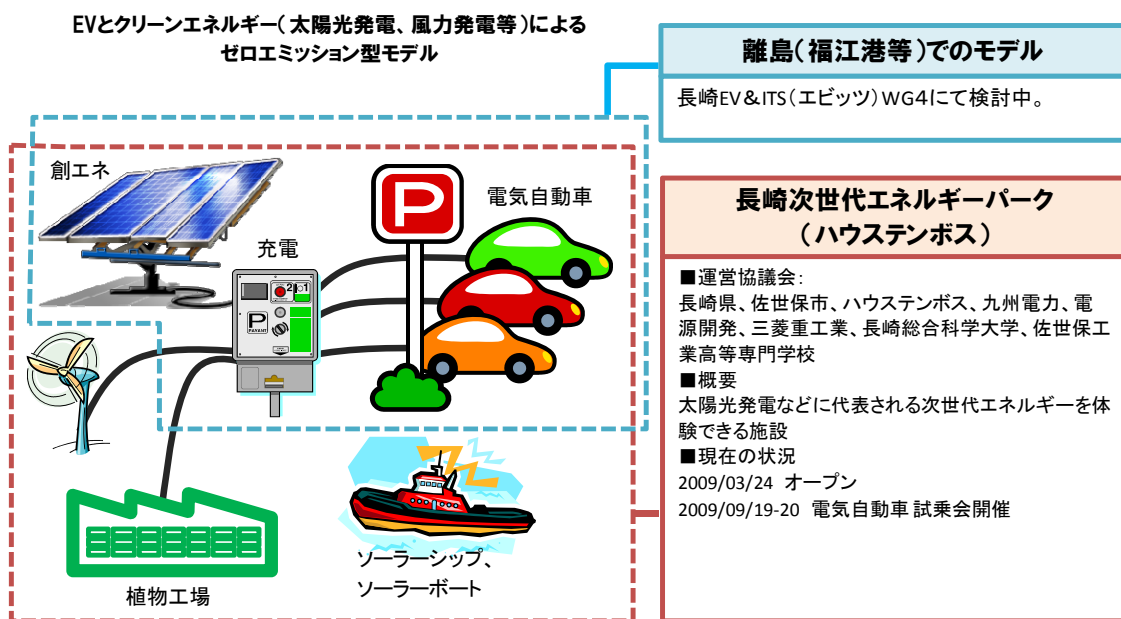 EVとクリーンエネルギー(太陽光発電、風力発電等)による
ゼロエミッション型モデル
離島(福江港等)でのモデル
長崎EV&ITS(エビッツ)WG4にて検討中。
創エネ
充電
電気自動車
P
2 1
P
PAYANT
植物工場
ソーラーシップ、
ソーラーボート
長崎次世代エネルギーパーク
(ハウステンボス)
■運営協議会:
長崎県、佐世保市、ハウステンボス、九州電力、電
源開発、三菱重工業、長崎総合科学大学、佐世保工
業高等専門学校
■概要
太陽光発電などに代表される次世代エネルギーを体
験できる施設
■現在の状況
2009/03/24 オープン
2009/09/19-20 電気自動車 試乗会開催